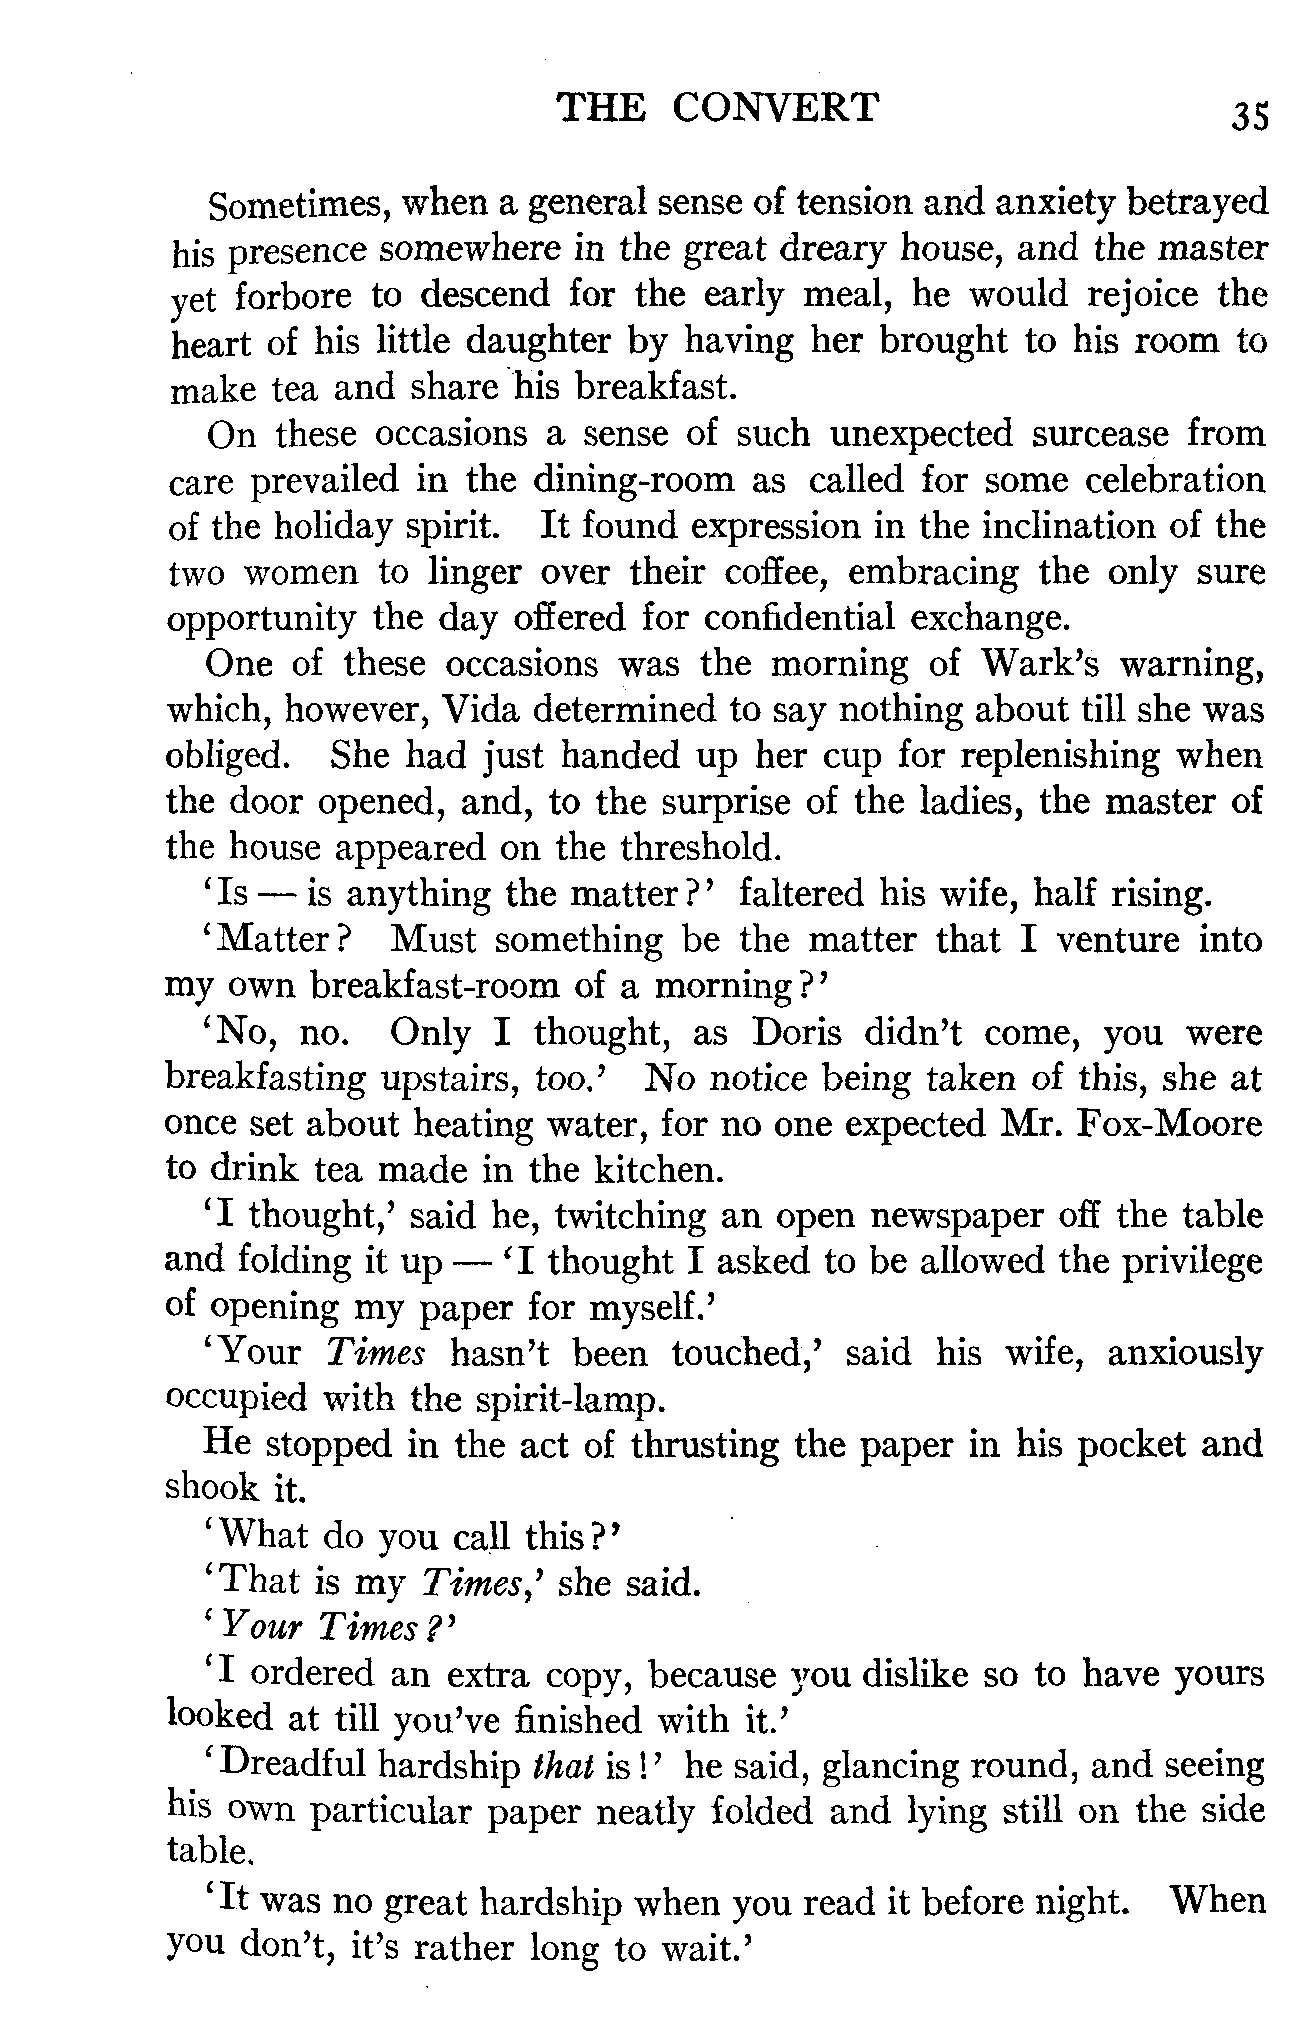 THE CONVERT 35
Sometimes, when a general sense of tension and anxiety betrayed
his presence somewhere in the great dreary house, and the master
yet forbore to descend for the early meal, he would rejoice the
heart of his little daughter by having her brought to his room to
make tea and share his breakfast.
On these occasions a sense of such unexpected surcease from
care prevailed in the dining-room as called for some celebration
of the holiday spirit. It found expression in the inclination of the
two women to linger over their coffee, embracing the only sure
opportunity the day offered for confidential exchange.
One of these occasions was the morning of Wark's warning,
which, however, Vida determined to say nothing about till she was
obliged. She had just handed up her cup for replenishing when
the door opened, and, to the surprise of the ladies, the master of
the house appeared on the threshold.
'Is — is anything the matter?' faltered his wife, half rising.
'Matter? Must something be the matter that I venture into
my own breakfast-room of a morning?'
'No, no. Only I thought, as Doris didn't come, you were
breakfasting upstairs, too.' No notice being taken of this, she at
once set about heating water, for no one expected Mr. Fox-Moore
to drink tea made in the kitchen.
'I thought,' said he, twitching an open newspaper off the table
and folding it up — 'I thought I asked to be allowed the privilege
of opening my paper for myself.'
'Your Times hasn't been touched,' said his wife, anxiously
occupied with the spirit-lamp.
He stopped in the act of thrusting the paper in his pocket and
shook it.
'What do you call this?'
'That is my Times,' she said.
'Your Times?'
'I ordered an extra copy, because you dislike so to have yours
looked at till you've finished with it.'
'Dreadful hardship that is!' he said, glancing round, and seeing
his own particular paper neatly folded and lying still on the side
table.
'It was no great hardship when you read it before night. When
you don't, it's rather long to wait.'